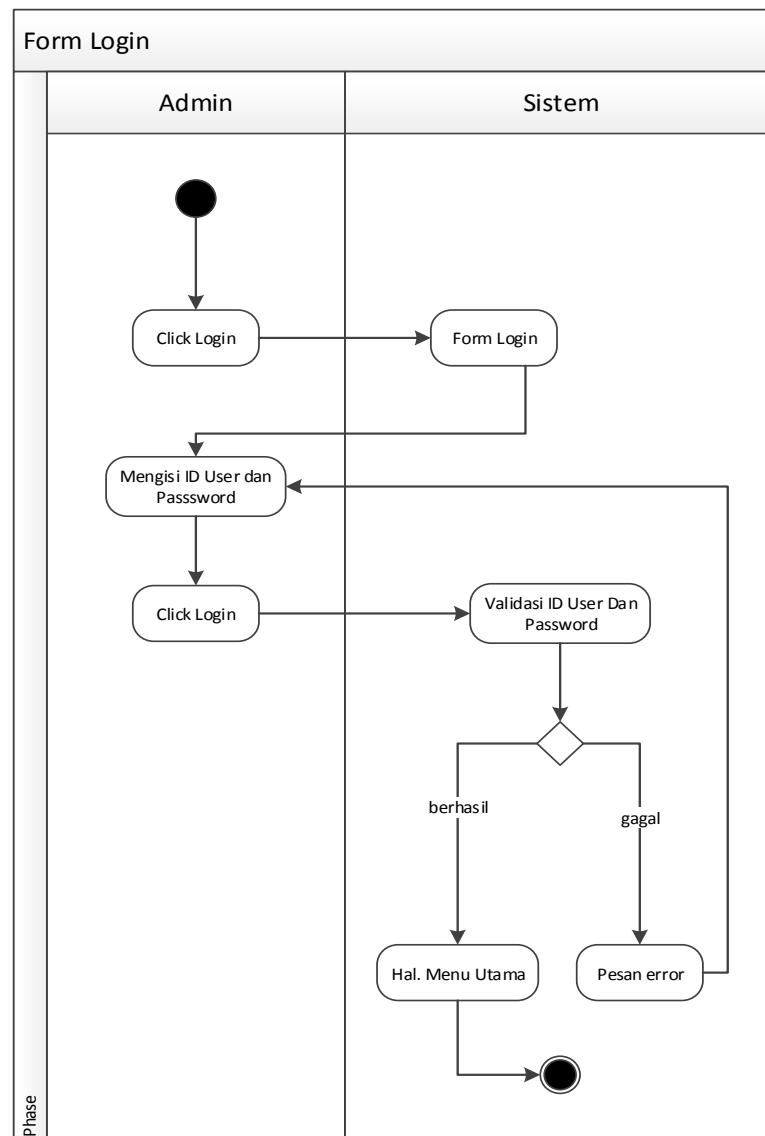 Form Login
Admin
Sistem
Click Login
Form Login
Mengisi ID User dan
Passsword
Click Login
Validasi ID User Dan
Password
berhasil
gagal
Hal. Menu Utama
Pesan error
Phase